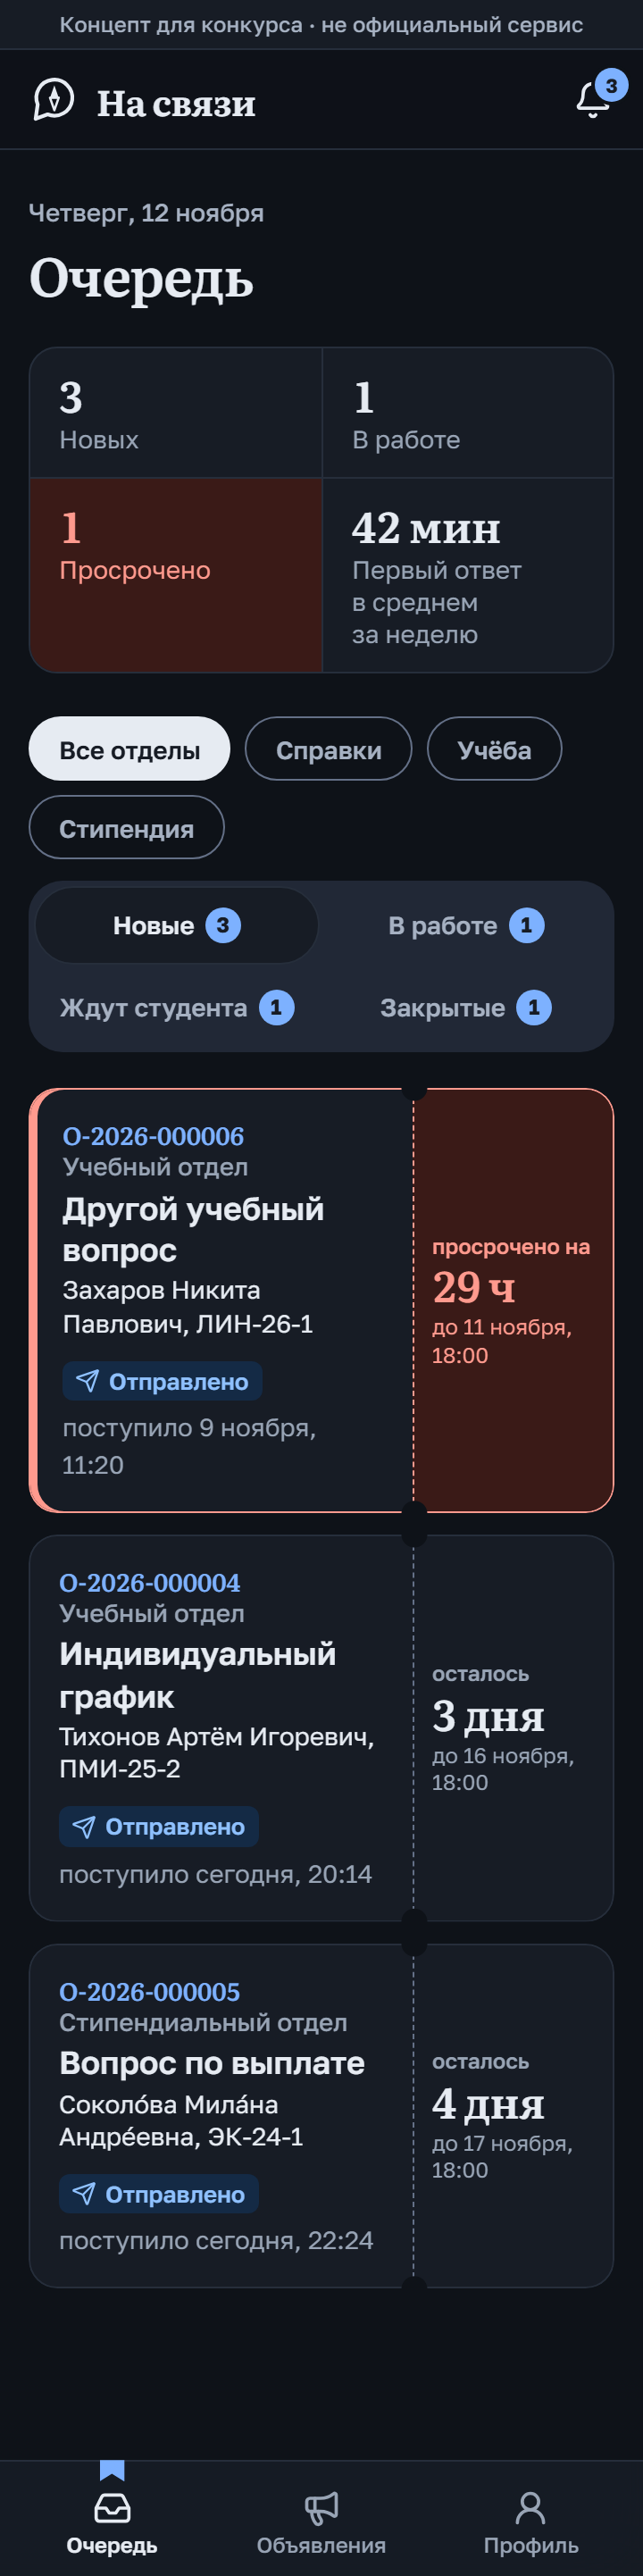 Концепт для конкурса · не официальный сервис
На связи
3
Четверг, 12 ноября
Очередь
3
Новых
1
В работе
1
Просрочено
42 мин
Первый ответ
в среднем
за неделю
Все отделы
Справки
Учёба
Стипендия
Новые 3
В работе 1
Ждут студента 1
Закрытые 1
О-2026-000006
Учебный отдел
Другой учебный
вопрос
Захаров Никита
Павлович, ЛИН-26-1
Отправлено
поступило 9 ноября,
11:20
просрочено на
29 ч
до 11 ноября,
18:00
О-2026-000004
Учебный отдел
Индивидуальный
график
Тихонов Артём Игоревич,
ПМИ-25-2
Отправлено
поступило сегодня, 20:14
осталось
3 дня
до 16 ноября,
18:00
О-2026-000005
Стипендиальный отдел
Вопрос по выплате
Соколо́ва Мила́на
Андре́евна, ЭК-24-1
Отправлено
поступило сегодня, 22:24
осталось
4 дня
до 17 ноября,
18:00
Очередь
Объявления
Профиль